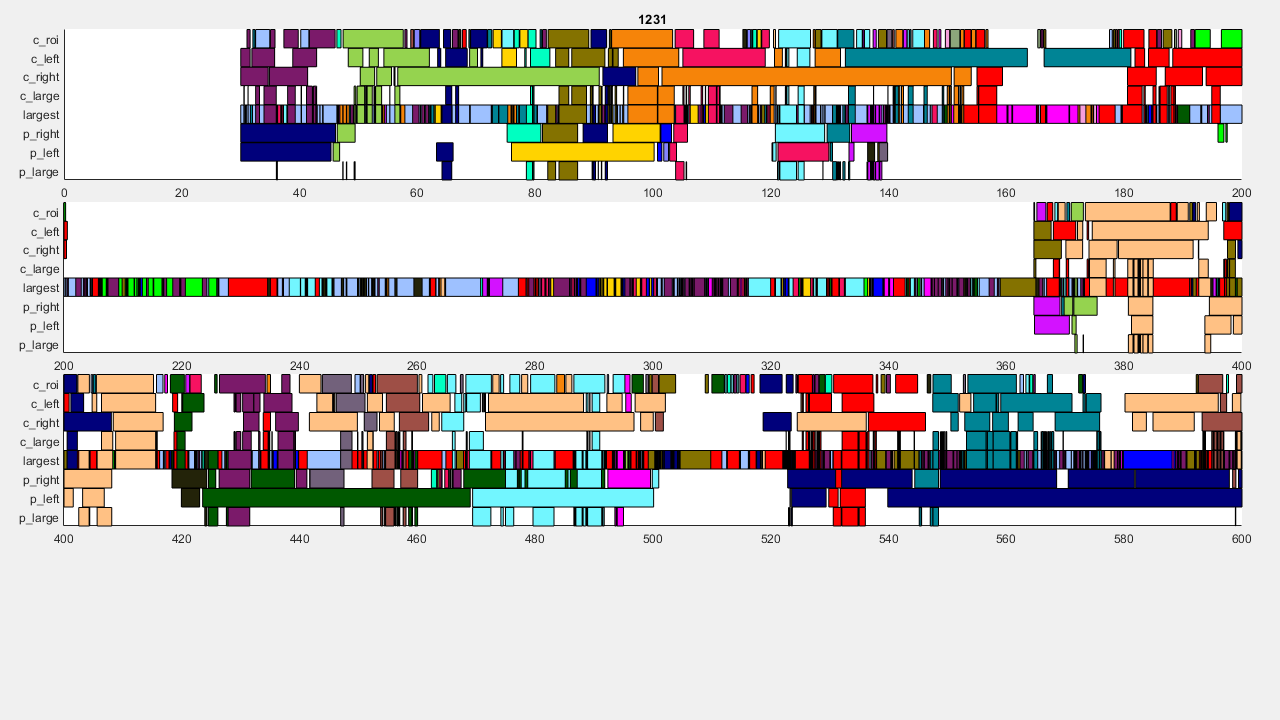 1231
c_roi
c_left
c_right
c_large
largest
p_right
p_left
p_large
0 20 40 60 80 100 120 140 160 180 200
c_roi
c_left
c_right
c_large
largest
p_right
p_left
p_large
200 220 240 260 280 300 320 340 360 380 400
c_roi
c_left
c_right
c_large
largest
p_right
p_left
p_large
400 420 440 460 480 500 520 540 560 580 600